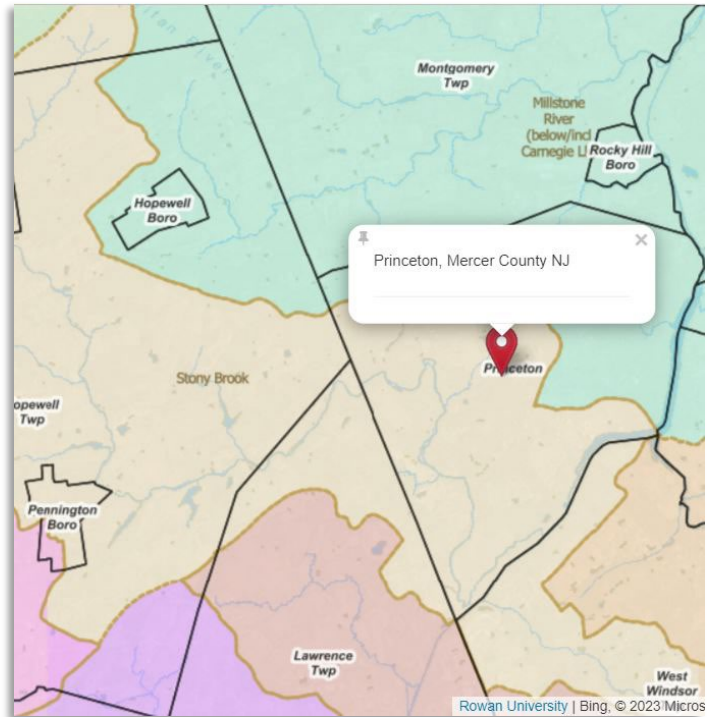 Montgomery
Twp
Millstone
River
(below/incl
Carnegie
Rocky Hill
Boro
Hopewell
Boro
Princeton, Mercer County NJ
Princeton
Stony Brook
opewell
Twp
Pennington
Boro
Lawrence
Twp
West
Windsor
Rowan University | Bing, © 2023 Micros